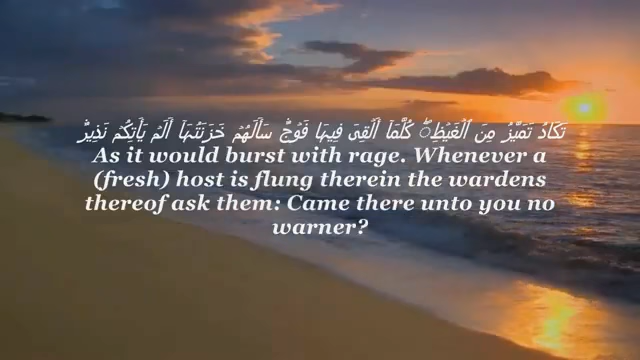 تَكَادُ تَمَيَّزُ مِنَ ٱلْغَيْظِۖ كُلَّمَآ أُلْقِىَ فِيهَا فَوْجٌۭ سَأَلَهُمْ خَزَنَتُهَآ أَلَمْ يَأْتِكُمْ نَذِيرٌۭ
As it would burst with rage. Whenever a
(fresh) host is flung therein the wardens
thereof ask them: Came there unto you no
warner?